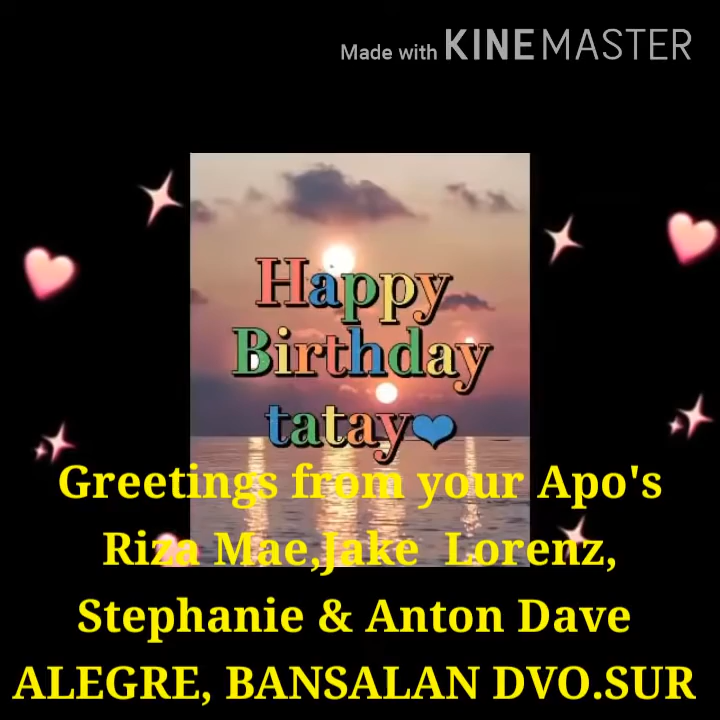 Made with KINEMASTER
Happy
Birthday
tatay
Greetings from your Apo's
Riza Mae,Jake Lorenz,
Stephanie & Anton Dave
ALEGRE, BANSALAN DVO.SUR